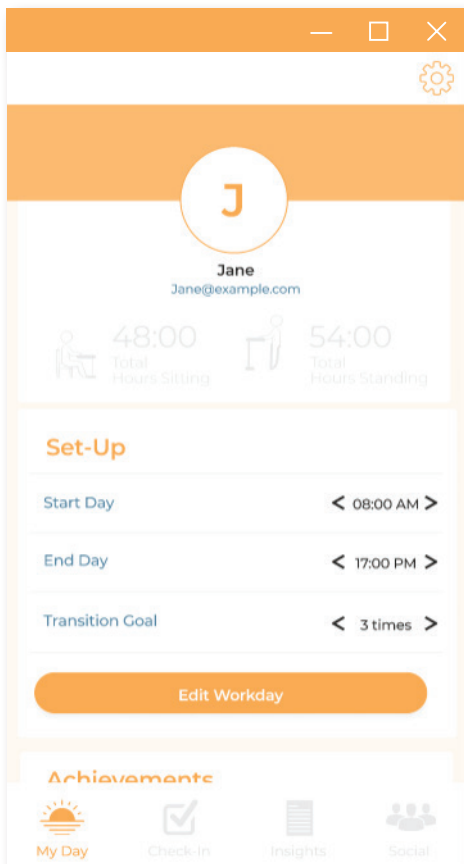 J
Jane
Jane@example.com
48:00
Total
Hours Sitting
54:00
Total
Hours Standing
Set-Up
Start Day
< 08:00 AM >
End Day
< 17:00 PM >
Transition Goal
< 3 times >
Edit Workday
Achievements
My Day
Check-In
Insights
Social